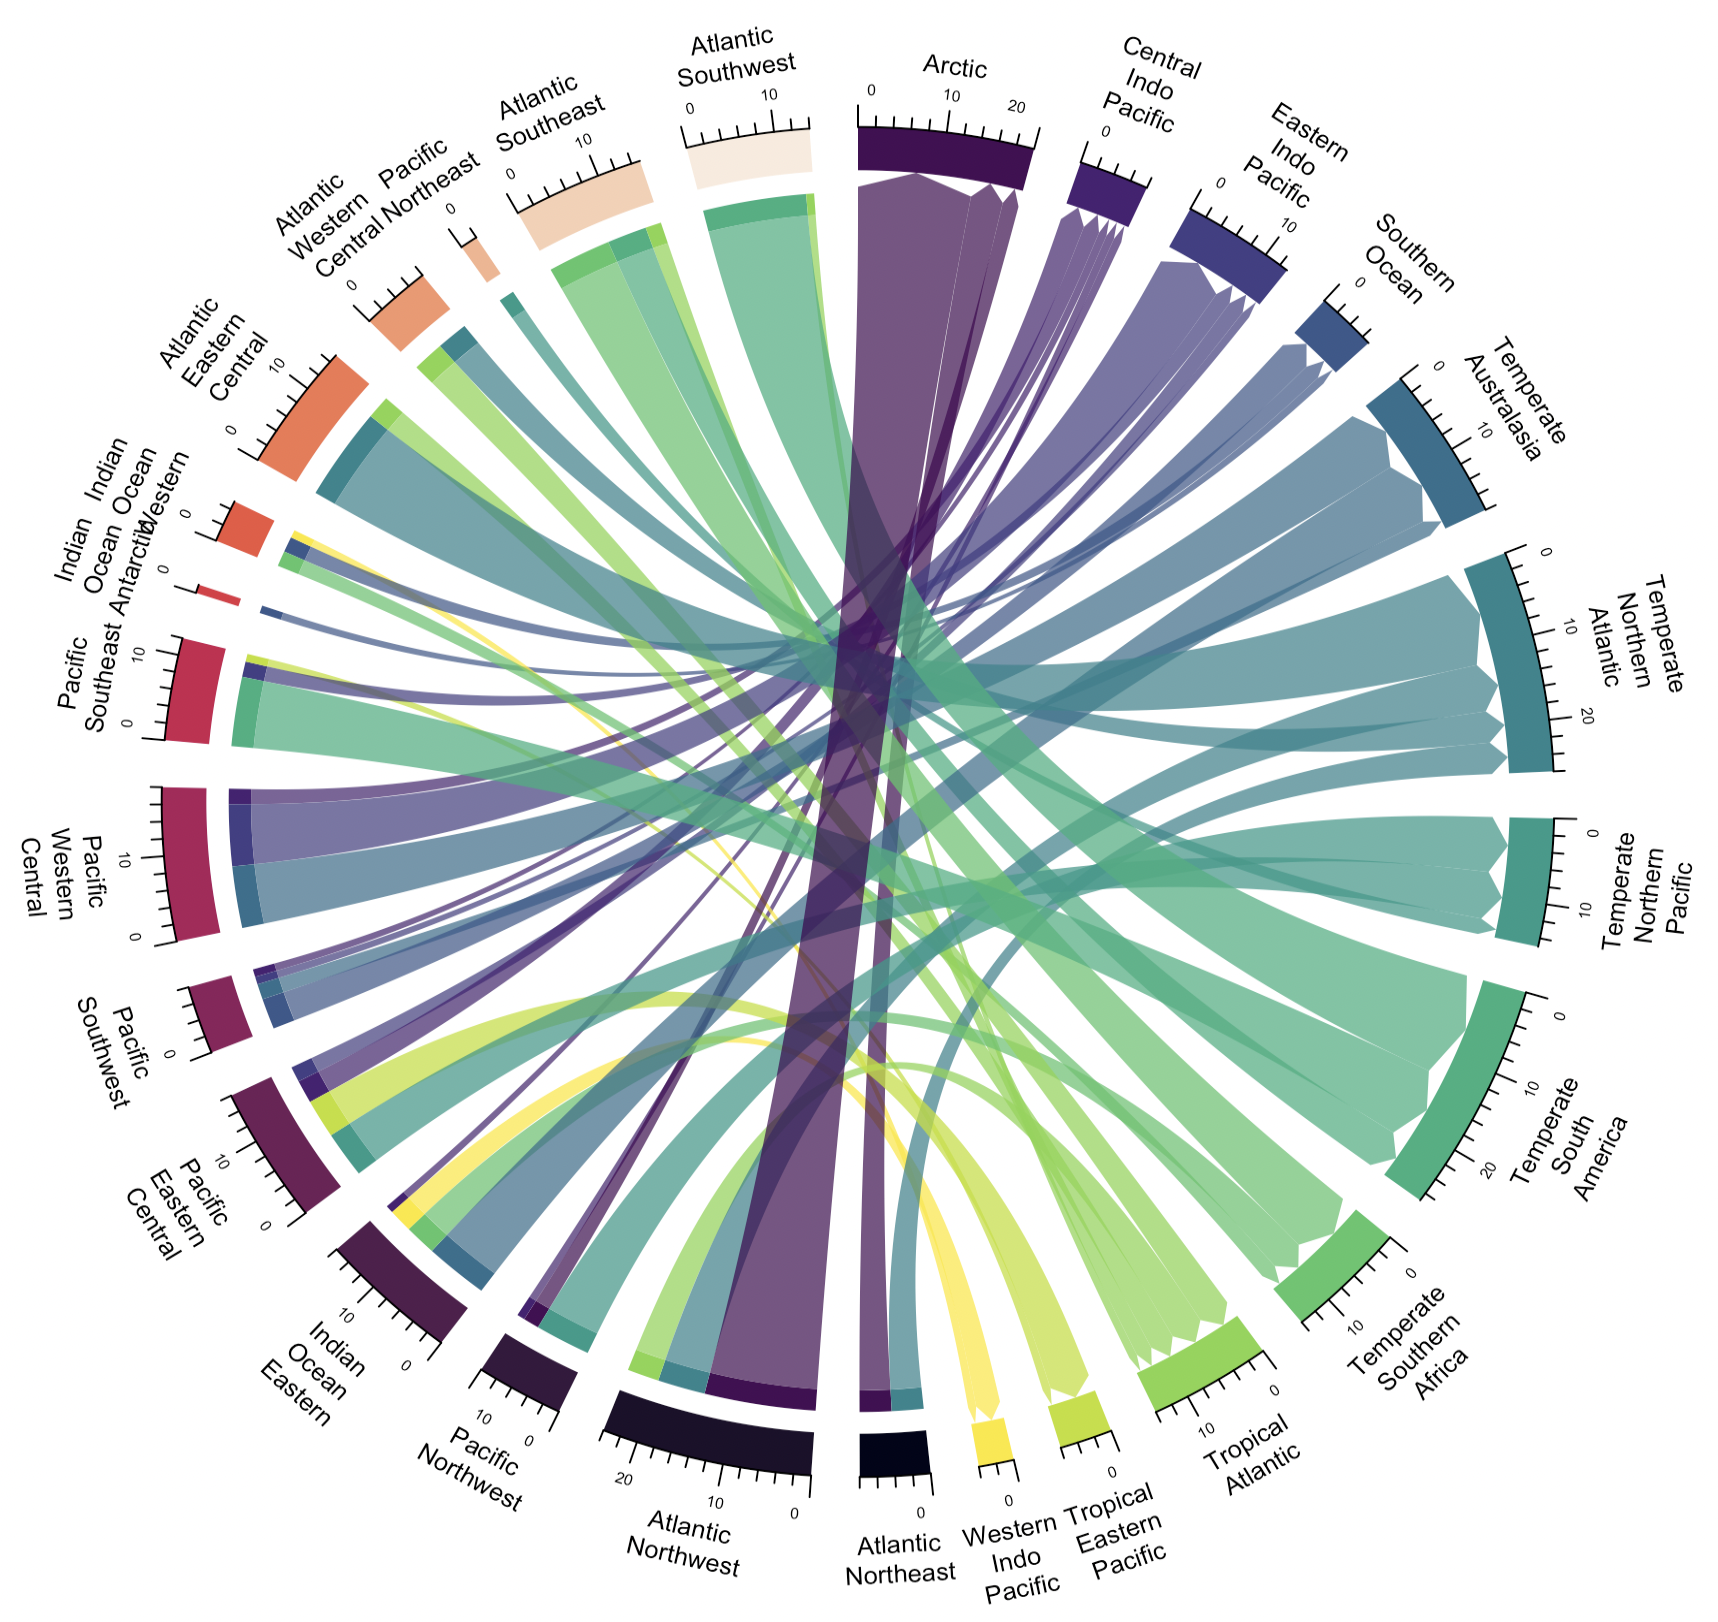 Atlantic
Southwest
0
10
Arctic
0
10
20
Central
Indo
Pacific
0
Eastern
Indo
Pacific
0
10
Southern
Ocean
0
Temperate
Australasia
0
10
Temperate
Northern
Atlantic
0
10
20
Temperate
Northern
Pacific
0
10
Temperate
South
America
0
10
20
Temperate
Southern
Africa
0
10
Tropical
Atlantic
0
10
Tropical
Eastern
Pacific
0
Western
Indo
Pacific
0
Atlantic
Northeast
0
Atlantic
Northwest
0
10
20
Pacific
Northwest
0
10
Indian
Ocean
Eastern
0
10
Pacific
Eastern
Central
0
10
Pacific
Southwest
0
Pacific
Western
Central
0
10
Pacific
Southeast
0
10
Indian
Ocean
Antarctic
0
Indian
Ocean
Western
0
Atlantic
Eastern
Central
0
10
Atlantic
Western
Central
0
Pacific
Northeast
0
Atlantic
Southeast
0
10